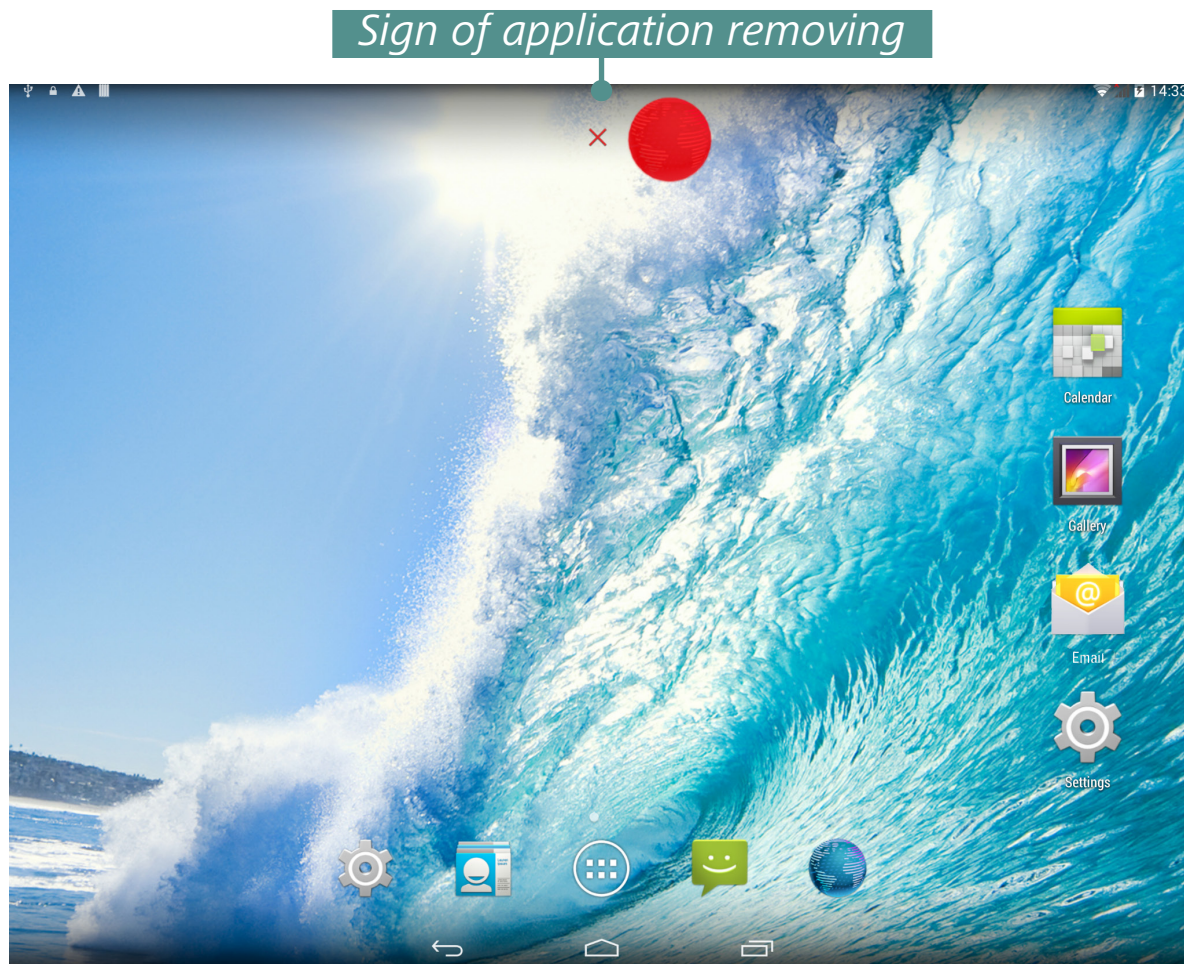 Sign of application removing
14:33
Calendar
Gallery
@
Email
Settings